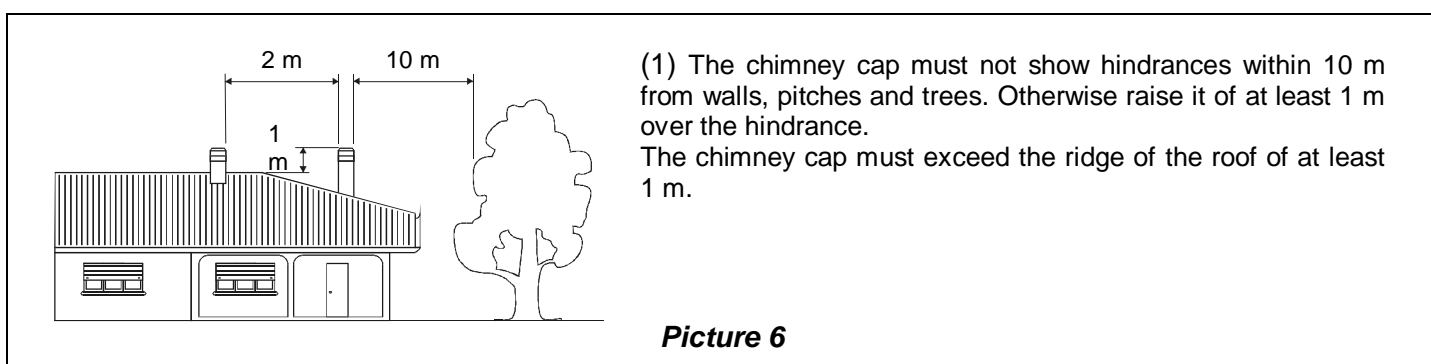 2 m
10 m
1
m
(1) The chimney cap must not show hindrances within 10 m
from walls, pitches and trees. Otherwise raise it of at least 1 m
over the hindrance.
The chimney cap must exceed the ridge of the roof of at least
1 m.
Picture 6